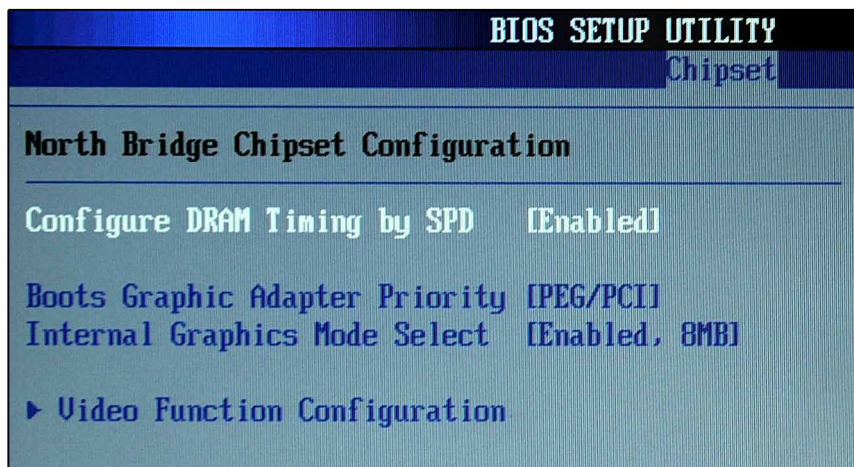 BIOS SETUP UTILITY
Chipset
North Bridge Chipset Configuration
Configure DRAM Timing by SPD [Enabled]
Boots Graphic Adapter Priority [PEG/PCI]
Internal Graphics Mode Select [Enabled, 8MB]
▶ Video Function Configuration